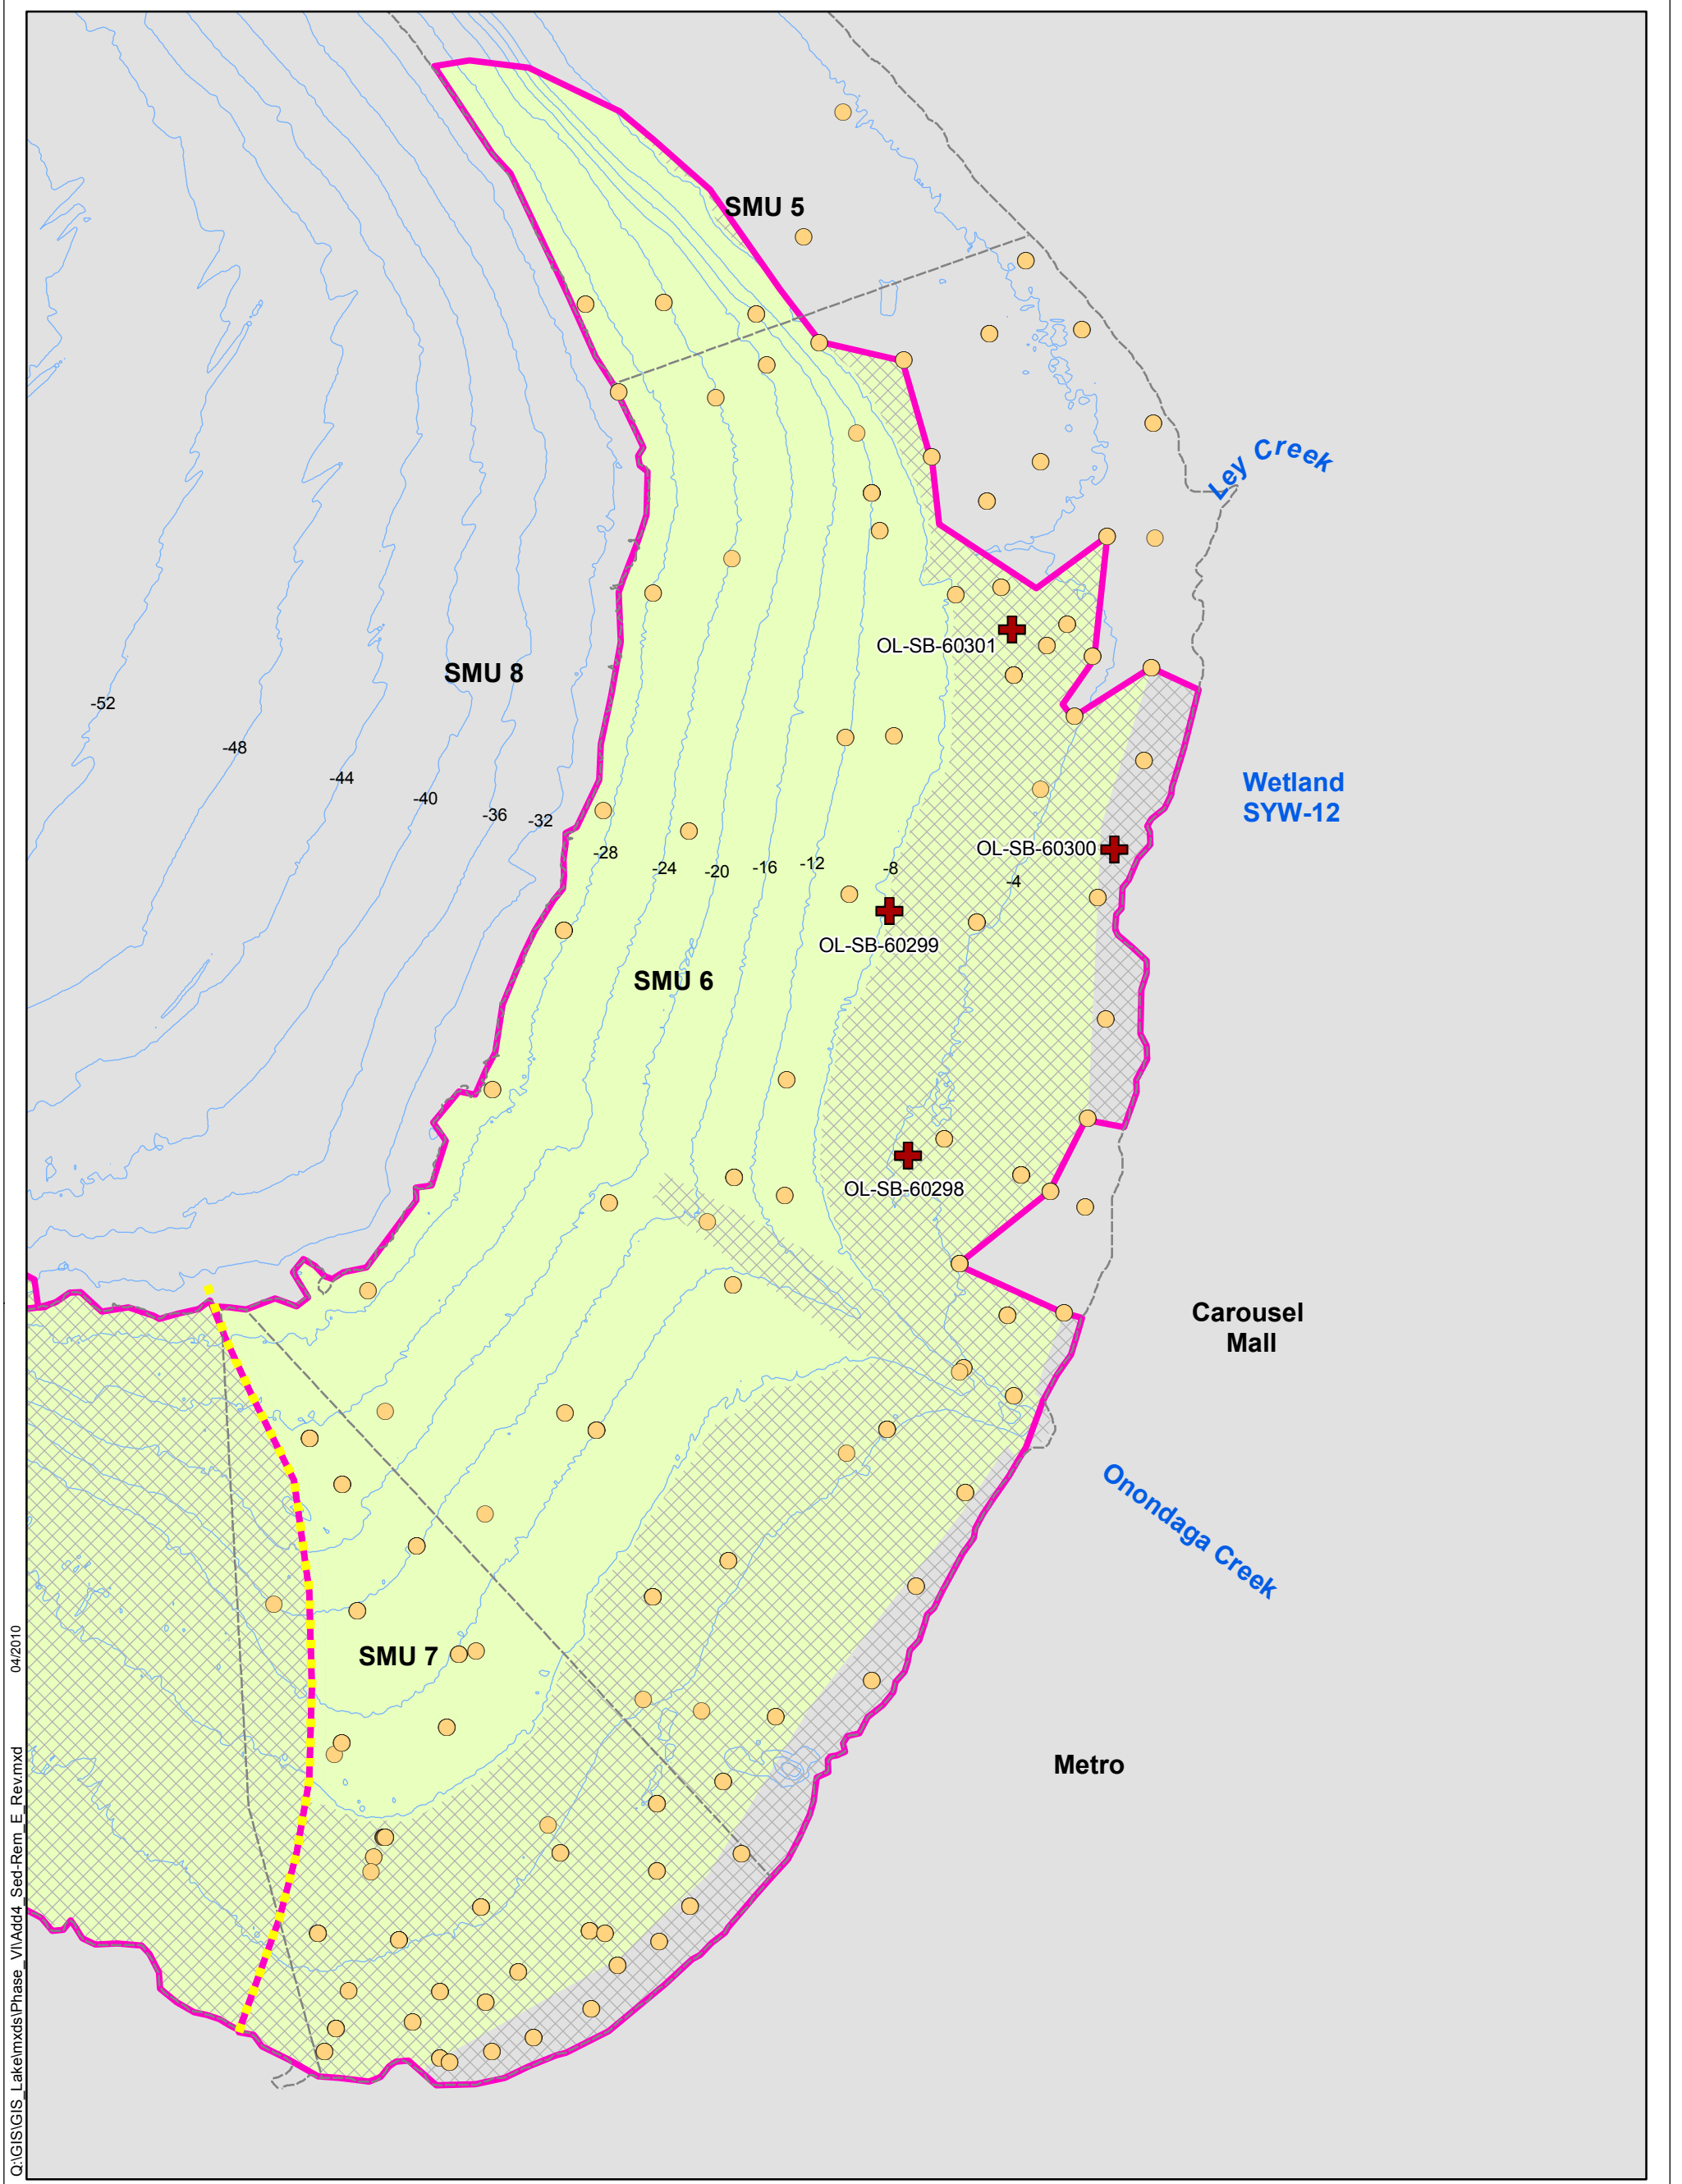 SMU 5
Ley Creek
OL-SB-60301
SMU 8
-52
-48
-44
-40
-36
-32
-28
-24
-20
-16
-12
-8
-4
Wetland
SYW-12
OL-SB-60300
OL-SB-60299
SMU 6
OL-SB-60298
Carousel
Mall
Onondaga Creek
SMU 7
Metro
Q:\GIS\GIS_Lake\mxds\Phase_VI\Add4_Sed-Rem_E_Rev.mxd 04/2010